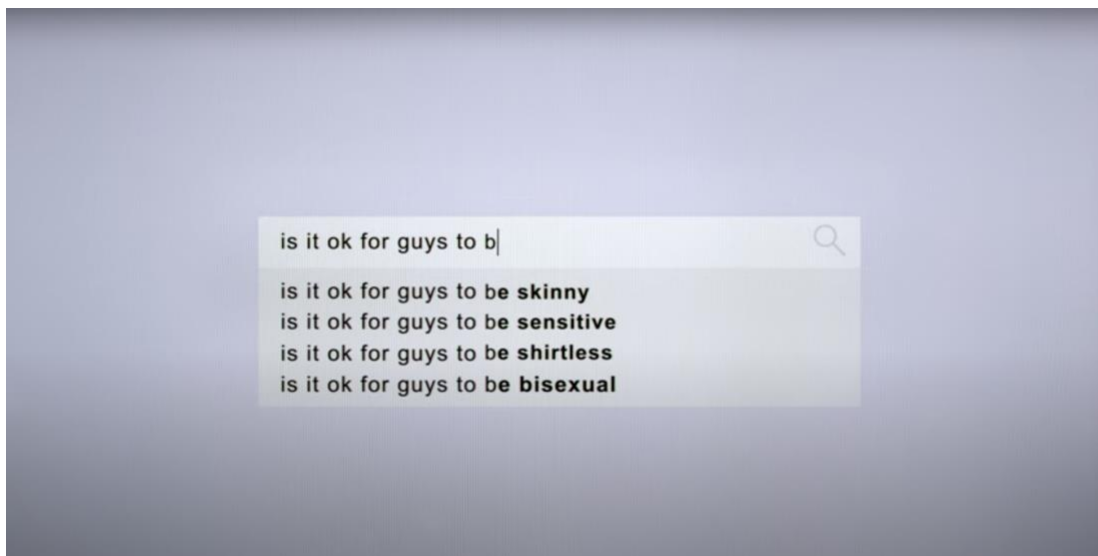 is it ok for guys to b
is it ok for guys to be skinny
is it ok for guys to be sensitive
is it ok for guys to be shirtless
is it ok for guys to be bisexual